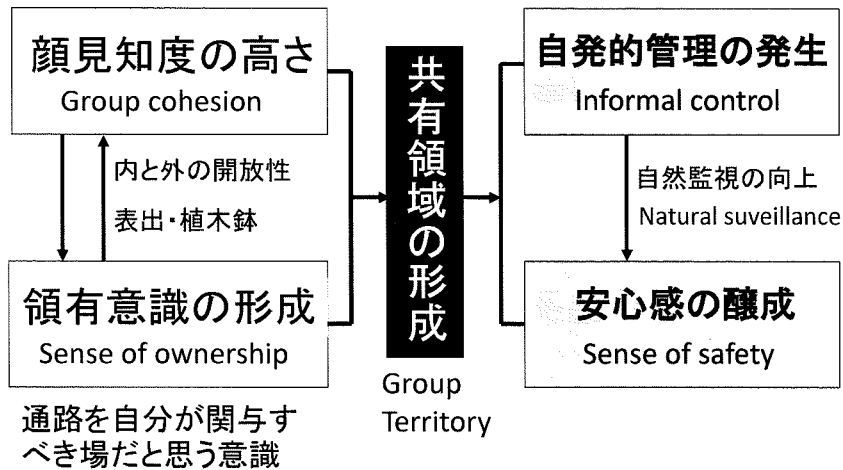 顔見知度の高さ
Group cohesion
内と外の開放性
表出・植木鉢
領有意識の形成
Sense of ownership
通路を自分が関与す
べき場だと思う意識
共有領域の形成
Group
Territory
自発的管理の発生
Informal control
自然監視の向上
Natural suveillance
安心感の醸成
Sense of safety